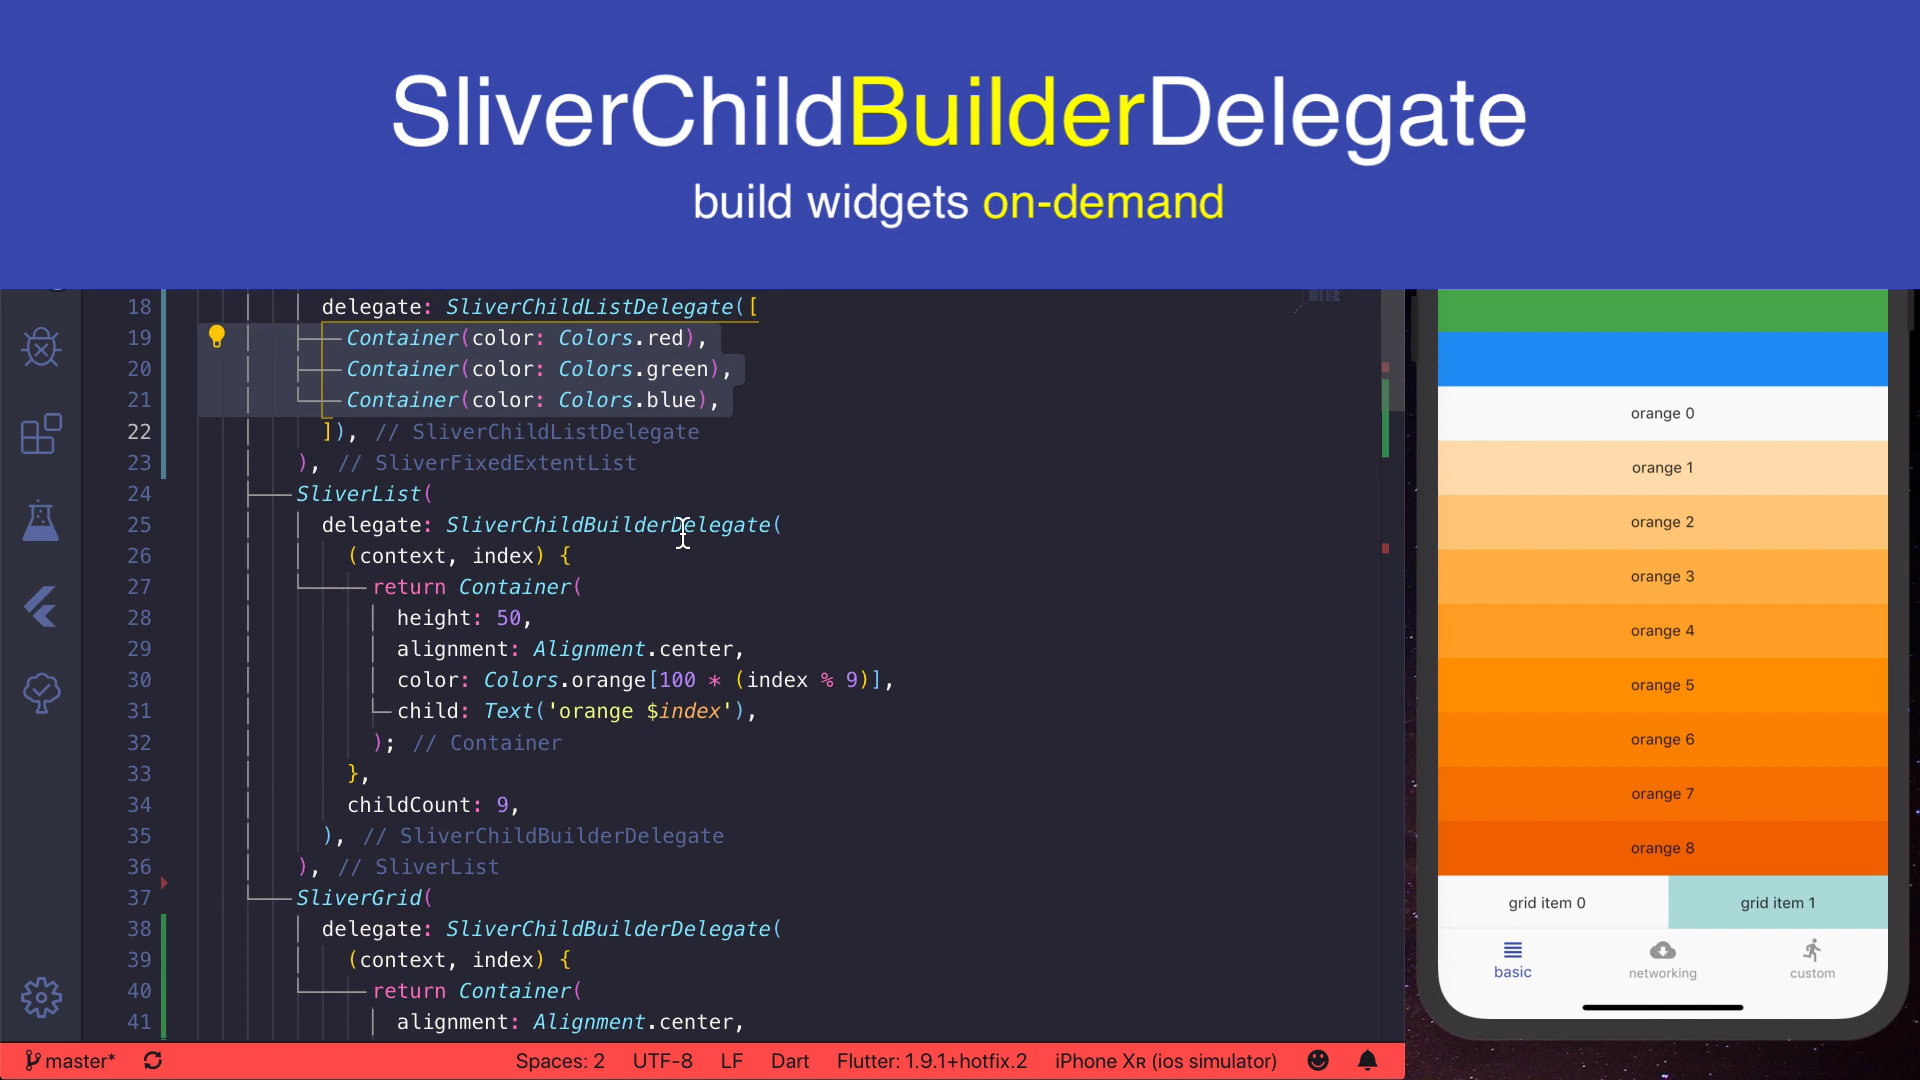 SliverChildBuilderDelegate
build widgets on-demand
18 delegate: SliverChildListDelegate([
19 Container(color: Colors.red),
20 Container(color: Colors.green),
21 Container(color: Colors.blue),
22 ]), // SliverChildListDelegate
23 ), // SliverFixedExtentList
24 SliverList(
25 delegate: SliverChildBuilderDelegate(
26 (context, index) {
27 return Container(
28 height: 50,
29 alignment: Alignment.center,
30 color: Colors.orange[100 * (index % 9)],
31 child: Text('orange $index'),
32 ); // Container
33 },
34 childCount: 9,
35 ), // SliverChildBuilderDelegate
36 ), // SliverList
37 SliverGrid(
38 delegate: SliverChildBuilderDelegate(
39 (context, index) {
40 return Container(
41 alignment: Alignment.center,
master* Spaces: 2 UTF-8 LF Dart Flutter: 1.9.1+hotfix.2 iPhone XR (ios simulator)
orange 0
orange 1
orange 2
orange 3
orange 4
orange 5
orange 6
orange 7
orange 8
grid item 0 grid item 1
basic networking custom